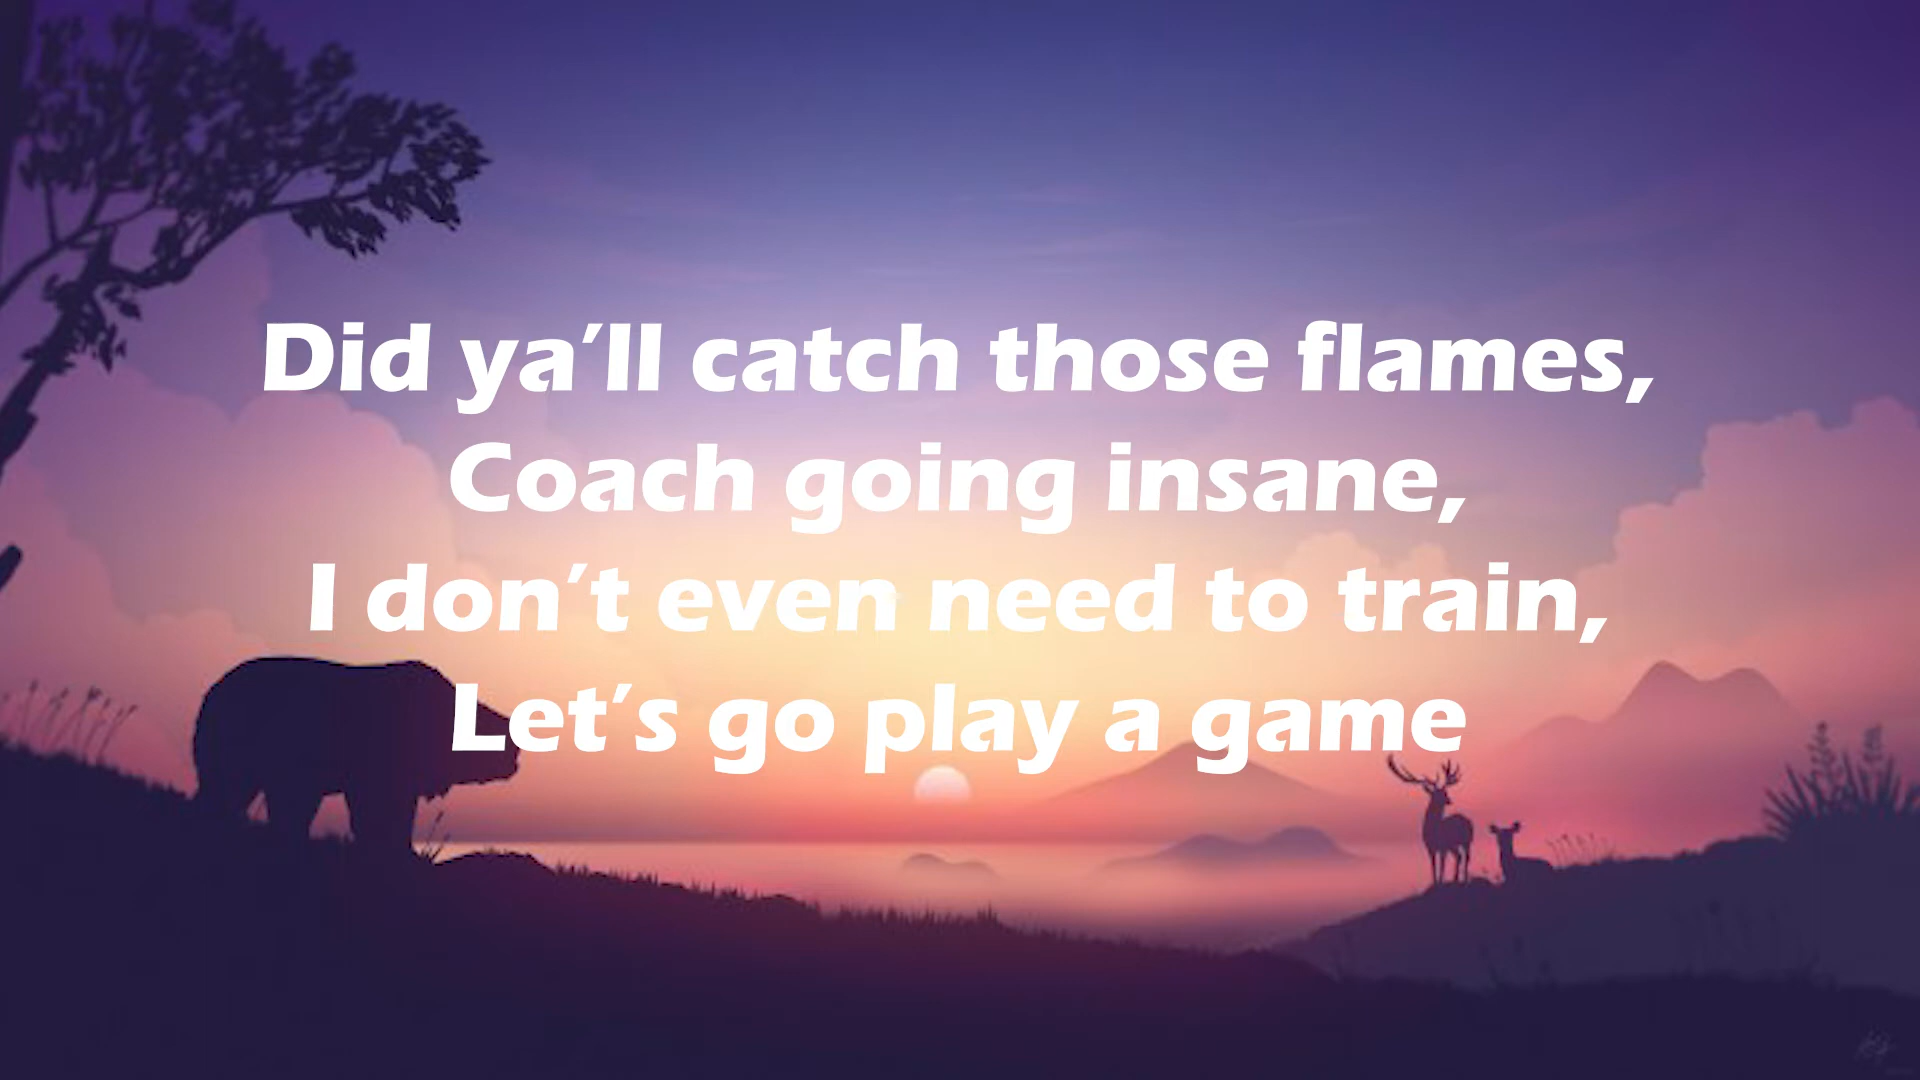 Did ya’ll catch those flames,
Coach going insane,
I don’t even need to train,
Let’s go play a game